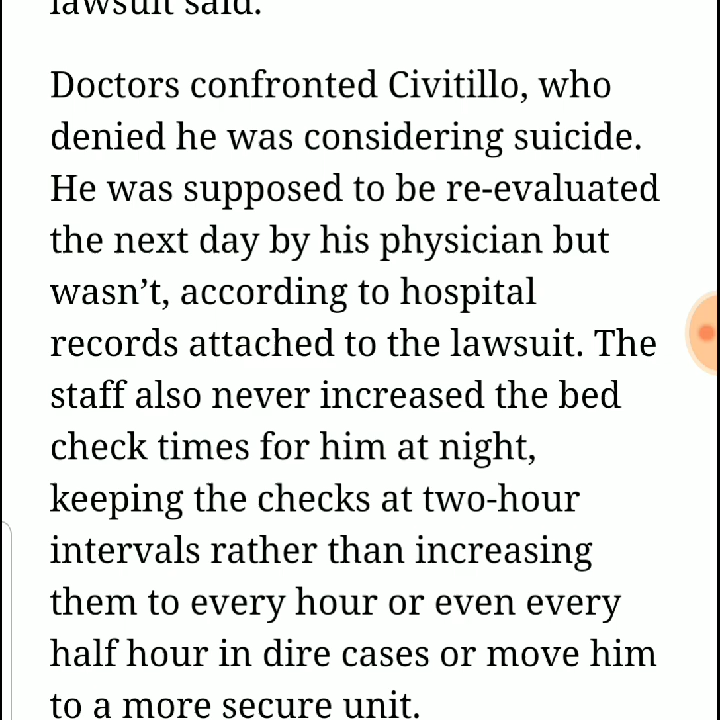 lawsuit said.
Doctors confronted Civitillo, who
denied he was considering suicide.
He was supposed to be re-evaluated
the next day by his physician but
wasn’t, according to hospital
records attached to the lawsuit. The
staff also never increased the bed
check times for him at night,
keeping the checks at two-hour
intervals rather than increasing
them to every hour or even every
half hour in dire cases or move him
to a more secure unit.